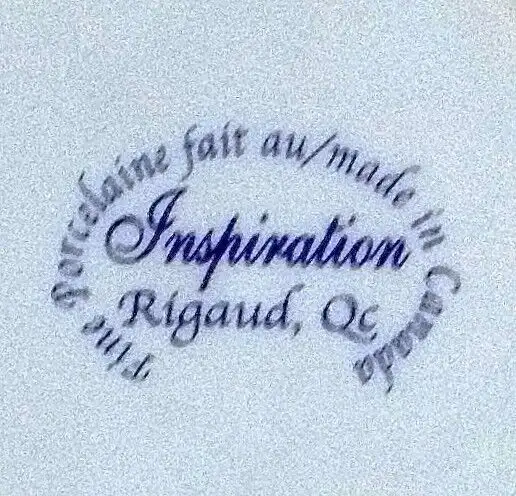 Fine porcelaine fait au/made in Canada
Inspiration
Rigaud, Qc